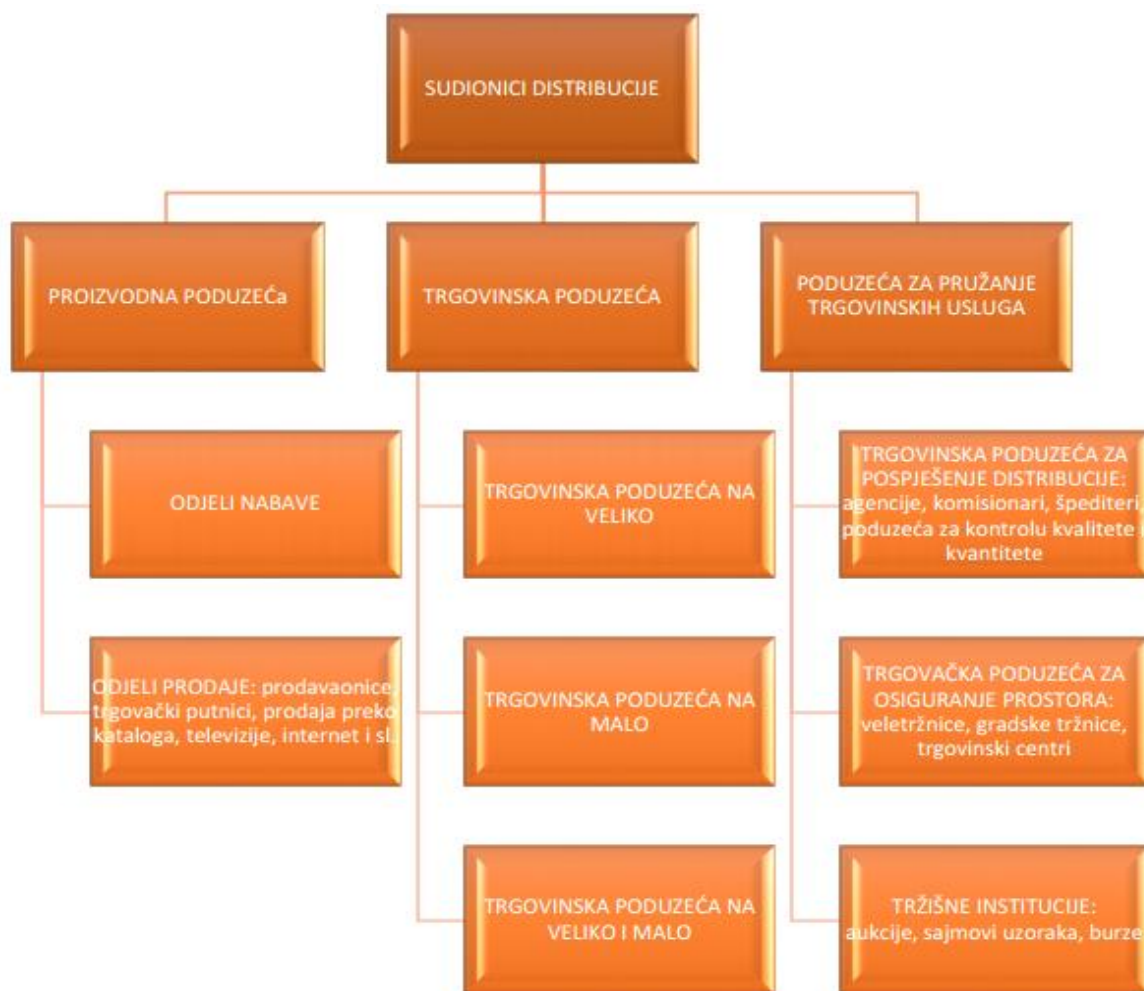 SUDIONICI DISTRIBUCIJE
PROIZVODNA PODUZEĆa
TRGOVINSKA PODUZEĆA
PODUZEĆA ZA PRUŽANJE
TRGOVINSKIH USLUGA
ODJELI NABAVE
ODJELI PRODAJE: prodavaonice,
trgovački putnici, prodaja preko
kataloga, televizije, internet i sl.
TRGOVINSKA PODUZEĆA NA
VELIKO
TRGOVINSKA PODUZEĆA NA
MALO
TRGOVINSKA PODUZEĆA NA
VELIKO I MALO
TRGOVINSKA PODUZEĆA ZA
POSPJEŠENJE DISTRIBUCIJE:
agencije, komisionari, špediteri,
poduzeća za kontrolu kvalitete i
kvantitete
TRGOVAČKA PODUZEĆA ZA
OSIGURANJE PROSTORA:
veletržnice, gradske tržnice,
trgovinski centri
TRŽIŠNE INSTITUCIJE:
aukcije, sajmovi uzoraka, burze